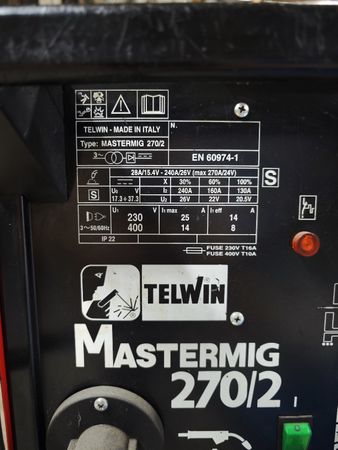 TELWIN - MADE IN ITALY N.
Type: MASTERMIG 270/2
3~ EN 60974-1
28A/15.4V - 240A/26V (max 270A/24V)
X 30% 60% 100%
S U0 V I2 240A 160A 130A S
17.3÷37.3 U2 26V 22V 20.5V
U1 I1 max I1 eff
230 25 14
3~50/60Hz 400 14 8
IP 22
FUSE 230V T16A
FUSE 400V T10A
TELWIN
MASTERMIG
270/2
I